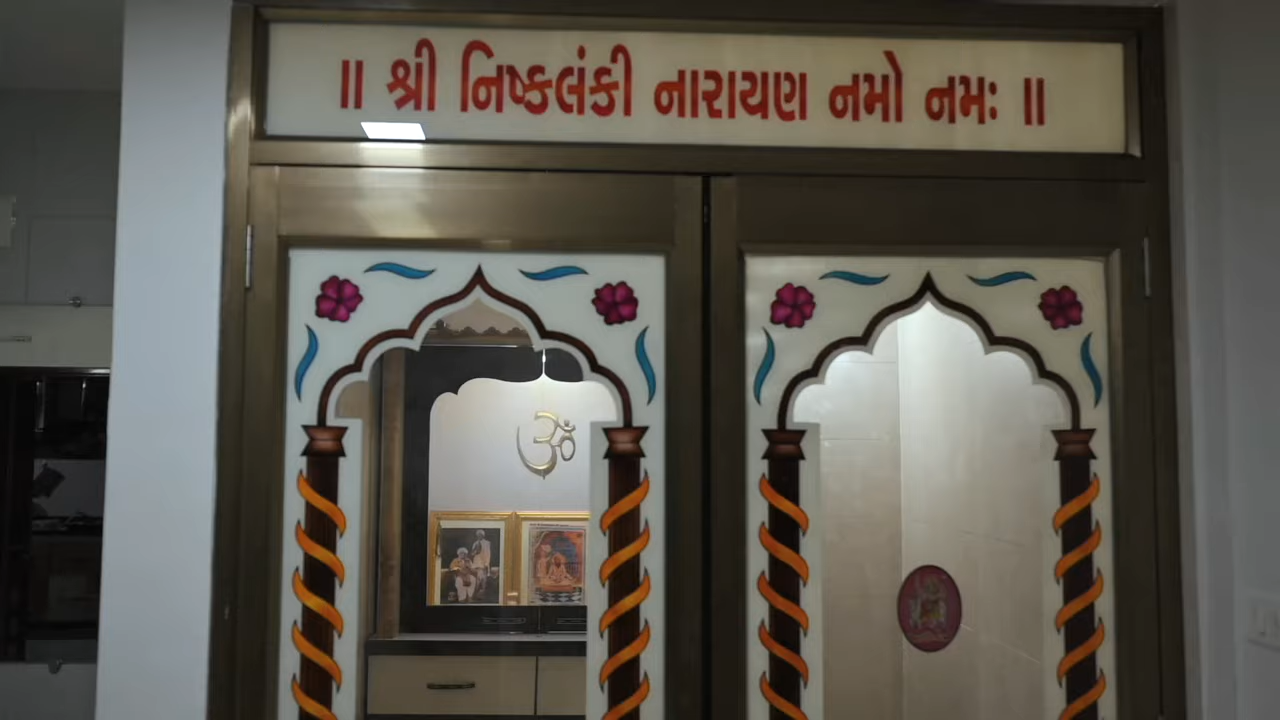 ॥ શ્રી નિષ્કલંકી નારાયણ નમો નમઃ ॥
ૐ